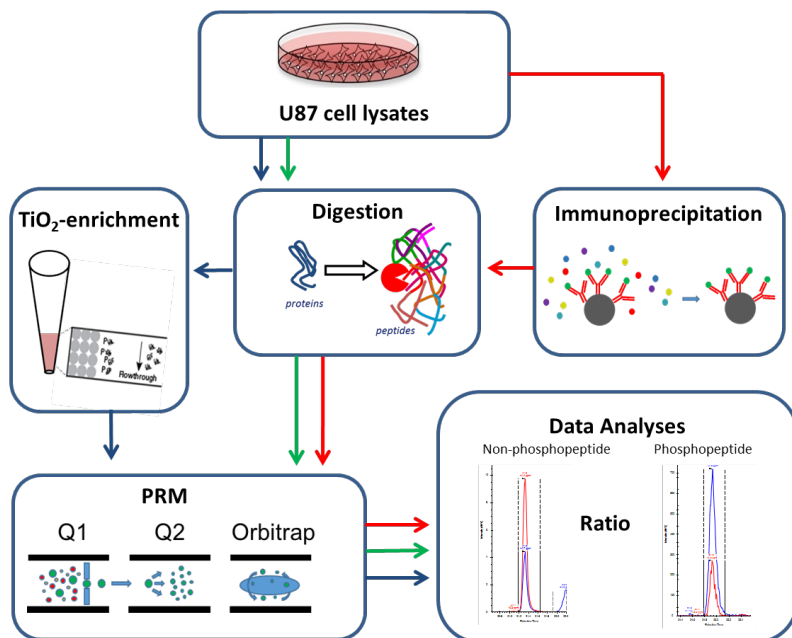 U87 cell lysates
TiO₂-enrichment
Flowthrough
Digestion
proteins
peptides
Immunoprecipitation
PRM
Q1
Q2
Orbitrap
Data Analyses
Non-phosphopeptide
Phosphopeptide
Ratio